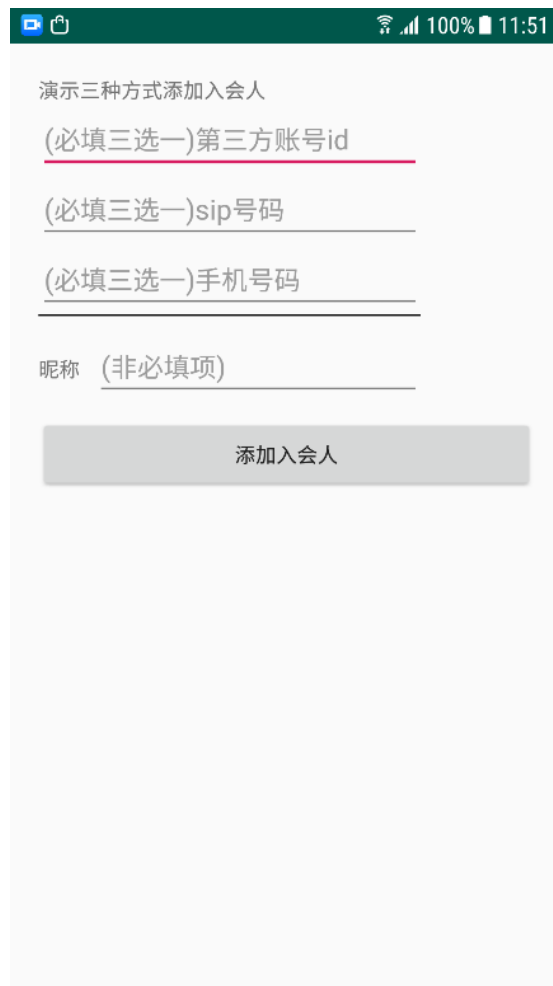 100% 11:51
演示三种方式添加入会人
(必填三选一)第三方账号id
(必填三选一)sip号码
(必填三选一)手机号码
昵称 (非必填项)
添加入会人